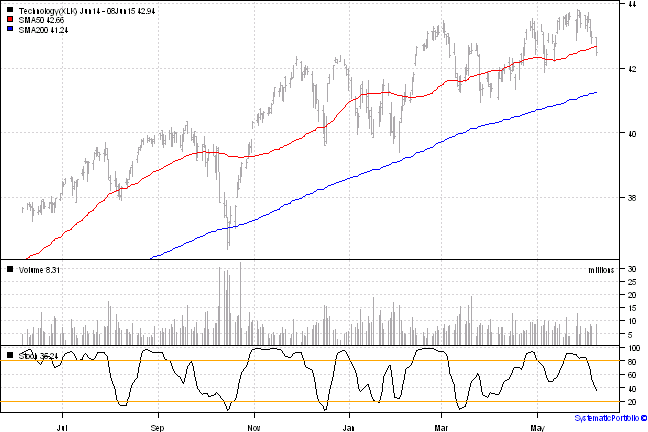 Technology(XLK) Jun14 - 08Jun15 42.94
SMA50 42.66
SMA200 41.24
44
42
40
38
Volume 8.31
millions
30
25
20
15
10
5
100
80
60
40
20
Jul Sep Nov Jan Mar May
SystematicPortfolio ©